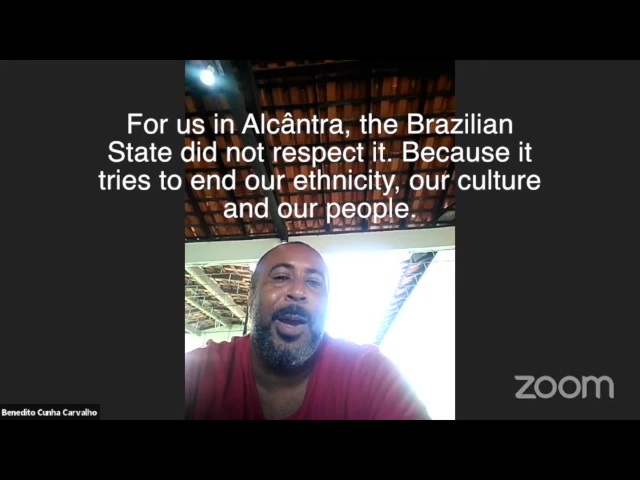 For us in Alcântra, the Brazilian
State did not respect it. Because it
tries to end our ethnicity, our culture
and our people.
zoom
Benedito Cunha Carvalho